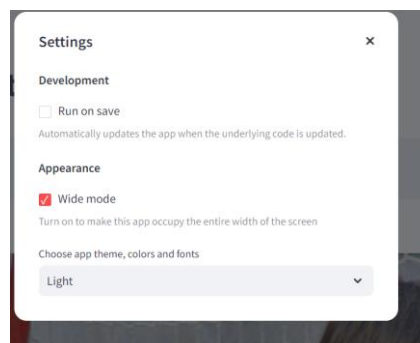 Settings
Development
Run on save
Automatically updates the app when the underlying code is updated.
Appearance
Wide mode
Turn on to make this app occupy the entire width of the screen
Choose app theme, colors and fonts
Light